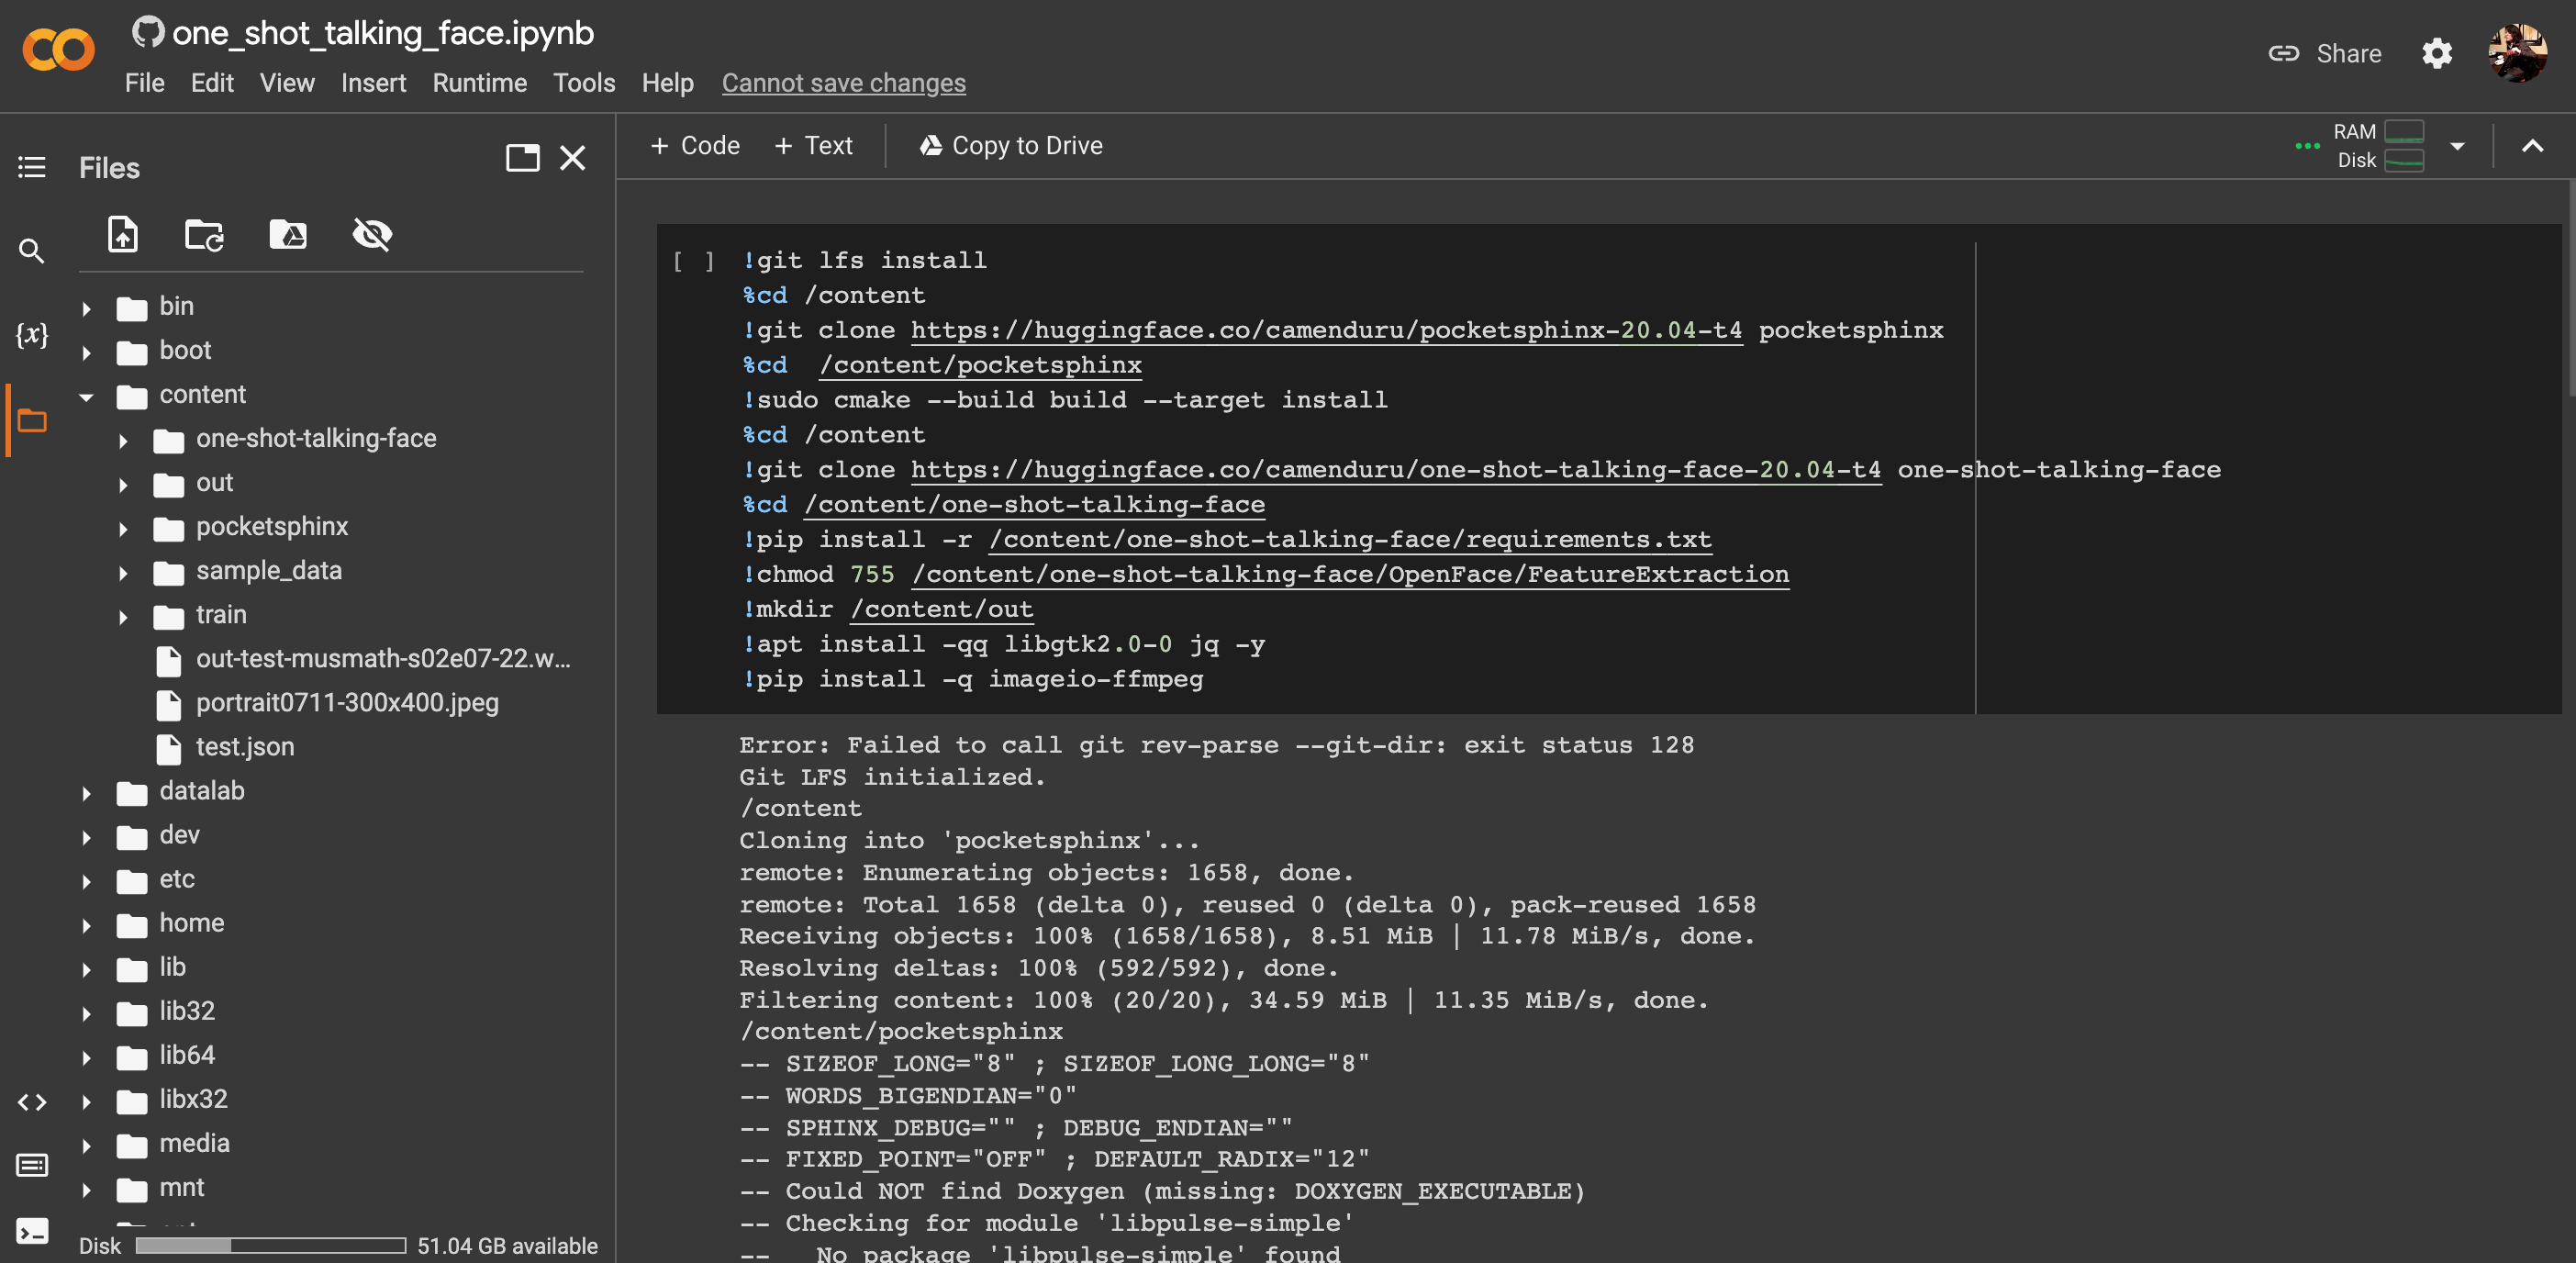 one_shot_talking_face.ipynb
File Edit View Insert Runtime Tools Help Cannot save changes
Share
Files
+ Code + Text Copy to Drive
RAM
Disk
{x}
bin
boot
content
one-shot-talking-face
out
pocketsphinx
sample_data
train
out-test-musmath-s02e07-22.w...
portrait0711-300x400.jpeg
test.json
datalab
dev
etc
home
lib
lib32
lib64
libx32
media
mnt
Disk 51.04 GB available
[ ] !git lfs install
%cd /content
!git clone https://huggingface.co/camenduru/pocketsphinx-20.04-t4 pocketsphinx
%cd  /content/pocketsphinx
!sudo cmake --build build --target install
%cd /content
!git clone https://huggingface.co/camenduru/one-shot-talking-face-20.04-t4 one-shot-talking-face
%cd /content/one-shot-talking-face
!pip install -r /content/one-shot-talking-face/requirements.txt
!chmod 755 /content/one-shot-talking-face/OpenFace/FeatureExtraction
!mkdir /content/out
!apt install -qq libgtk2.0-0 jq -y
!pip install -q imageio-ffmpeg
Error: Failed to call git rev-parse --git-dir: exit status 128
Git LFS initialized.
/content
Cloning into 'pocketsphinx'...
remote: Enumerating objects: 1658, done.
remote: Total 1658 (delta 0), reused 0 (delta 0), pack-reused 1658
Receiving objects: 100% (1658/1658), 8.51 MiB | 11.78 MiB/s, done.
Resolving deltas: 100% (592/592), done.
Filtering content: 100% (20/20), 34.59 MiB | 11.35 MiB/s, done.
/content/pocketsphinx
-- SIZEOF_LONG="8" ; SIZEOF_LONG_LONG="8"
-- WORDS_BIGENDIAN="0"
-- SPHINX_DEBUG="" ; DEBUG_ENDIAN=""
-- FIXED_POINT="OFF" ; DEFAULT_RADIX="12"
-- Could NOT find Doxygen (missing: DOXYGEN_EXECUTABLE)
-- Checking for module 'libpulse-simple'
--   No package 'libpulse-simple' found